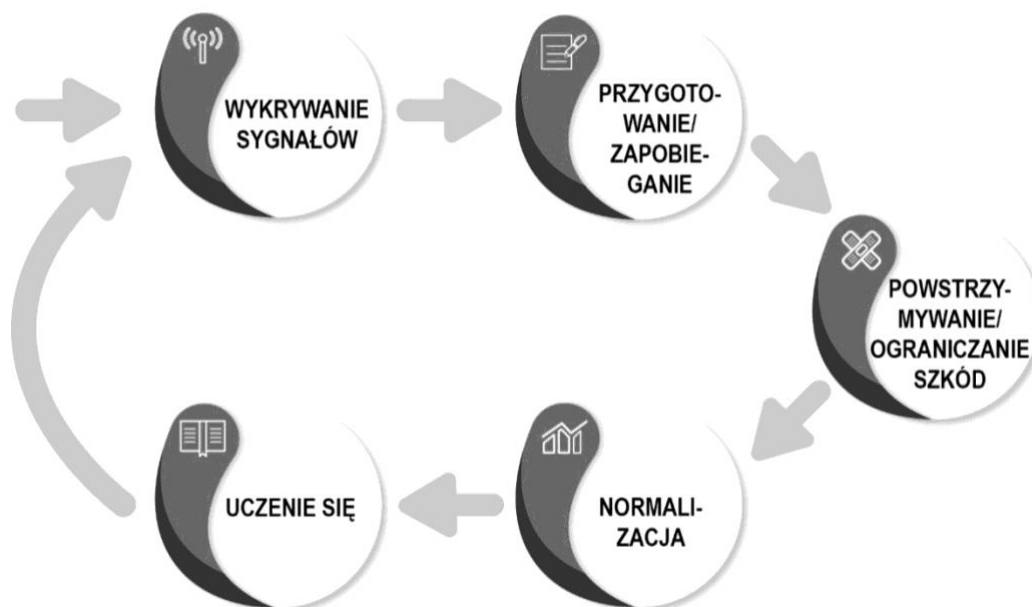 WYKRYWANIE
SYGNAŁÓW
PRZYGOTO-
WANIE/
ZAPOBIE-
GANIE
POWSTRZY-
MYWANIE/
OGRANICZANIE
SZKÓD
NORMALI-
ZACJA
UCZENIE SIĘ